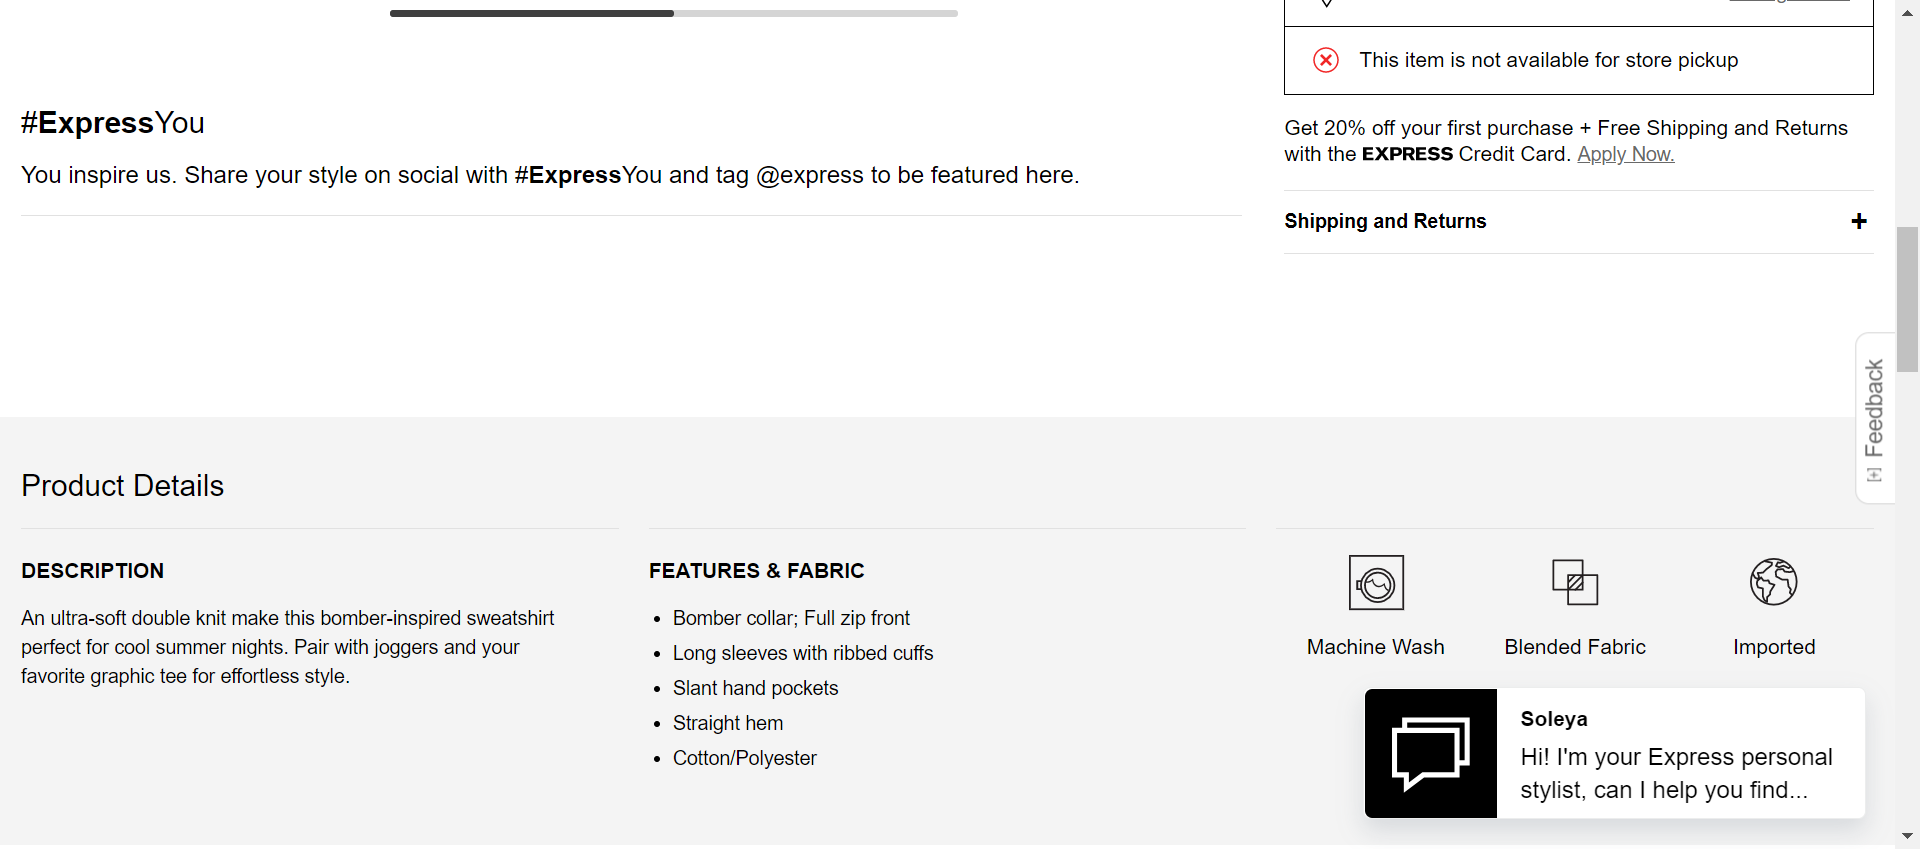 This item is not available for store pickup
#ExpressYou
You inspire us. Share your style on social with #ExpressYou and tag @express to be featured here.
Get 20% off your first purchase + Free Shipping and Returns
with the EXPRESS Credit Card. Apply Now.
Shipping and Returns
[+] Feedback
Product Details
DESCRIPTION
An ultra-soft double knit make this bomber-inspired sweatshirt
perfect for cool summer nights. Pair with joggers and your
favorite graphic tee for effortless style.
FEATURES & FABRIC
• Bomber collar; Full zip front
• Long sleeves with ribbed cuffs
• Slant hand pockets
• Straight hem
• Cotton/Polyester
Machine Wash
Blended Fabric
Imported
Soleya
Hi! I'm your Express personal
stylist, can I help you find...